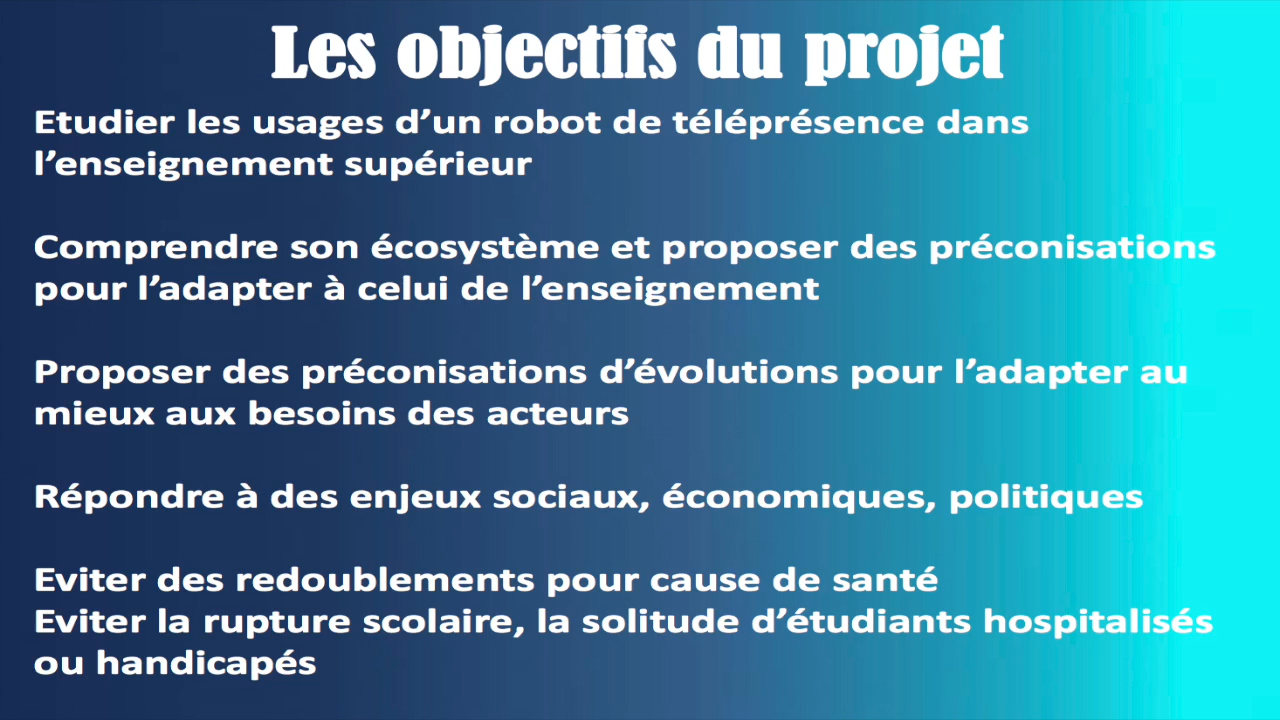 Les objectifs du projet
Etudier les usages d’un robot de téléprésence dans
l’enseignement supérieur
Comprendre son écosystème et proposer des préconisations
pour l’adapter à celui de l’enseignement
Proposer des préconisations d’évolutions pour l’adapter au
mieux aux besoins des acteurs
Répondre à des enjeux sociaux, économiques, politiques
Eviter des redoublements pour cause de santé
Eviter la rupture scolaire, la solitude d’étudiants hospitalisés
ou handicapés